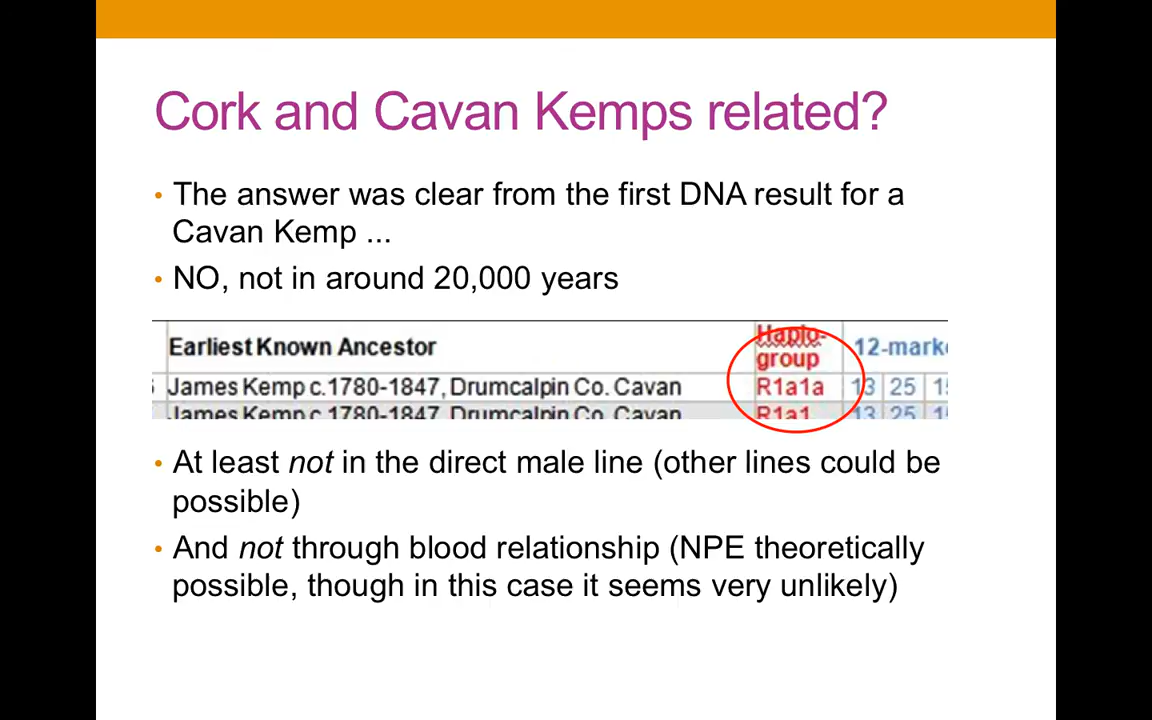 Cork and Cavan Kemps related?
• The answer was clear from the first DNA result for a
Cavan Kemp ...
• NO, not in around 20,000 years
Earliest Known Ancestor Haplo-
group 12-mark
James Kemp c.1780-1847, Drumcalpin Co. Cavan R1a1a 13 25
James Kemp c.1780-1847, Drumcalpin Co. Cavan R1a1 13 25
• At least not in the direct male line (other lines could be
possible)
• And not through blood relationship (NPE theoretically
possible, though in this case it seems very unlikely)